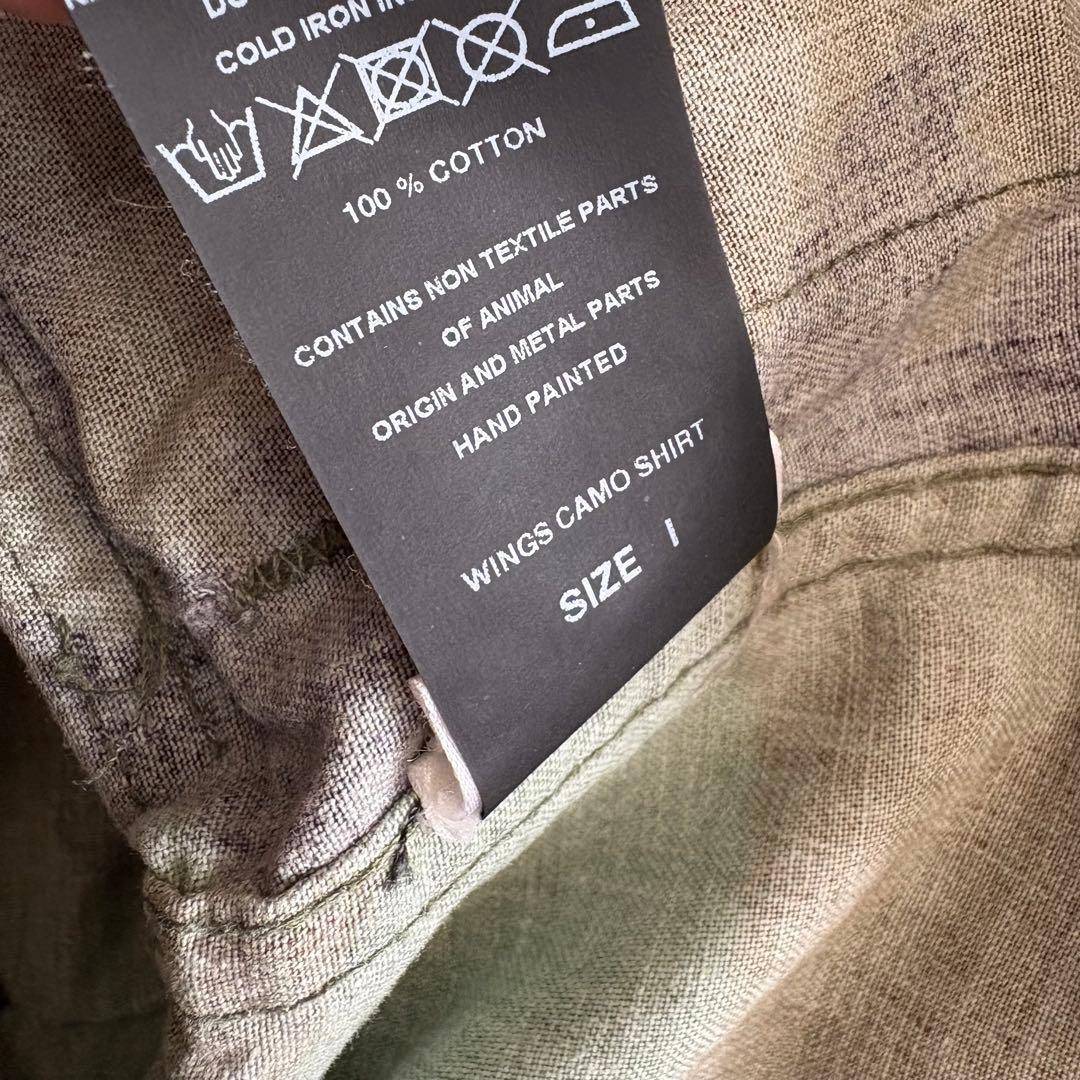 DO
COLD IRON IN
100 % COTTON
CONTAINS NON TEXTILE PARTS
OF ANIMAL
ORIGIN AND METAL PARTS
HAND PAINTED
WINGS CAMO SHIRT
SIZE I